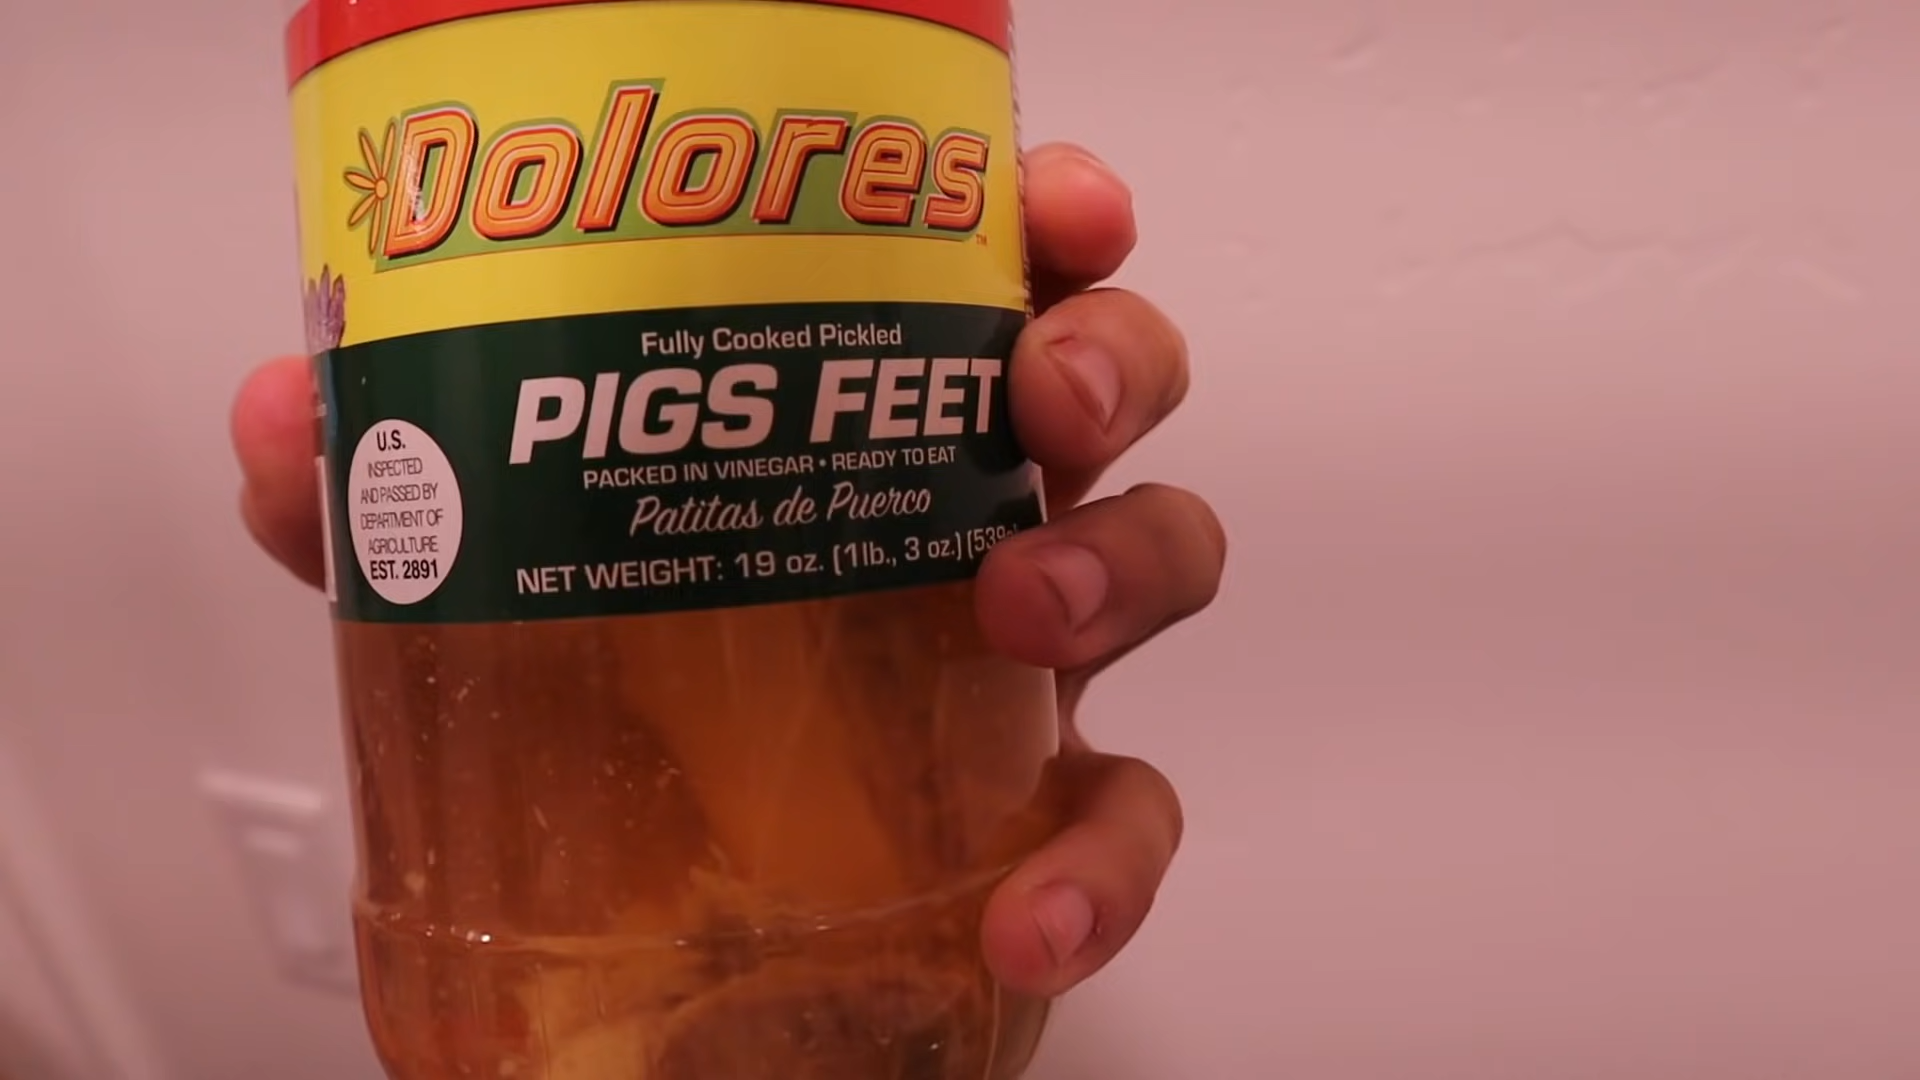 Dolores
TM
Fully Cooked Pickled
PIGS FEET
PACKED IN VINEGAR • READY TO EAT
Patitas de Puerco
NET WEIGHT: 19 oz. (1lb., 3 oz.) (539g)
U.S.
INSPECTED
AND PASSED BY
DEPARTMENT OF
AGRICULTURE
EST. 2891